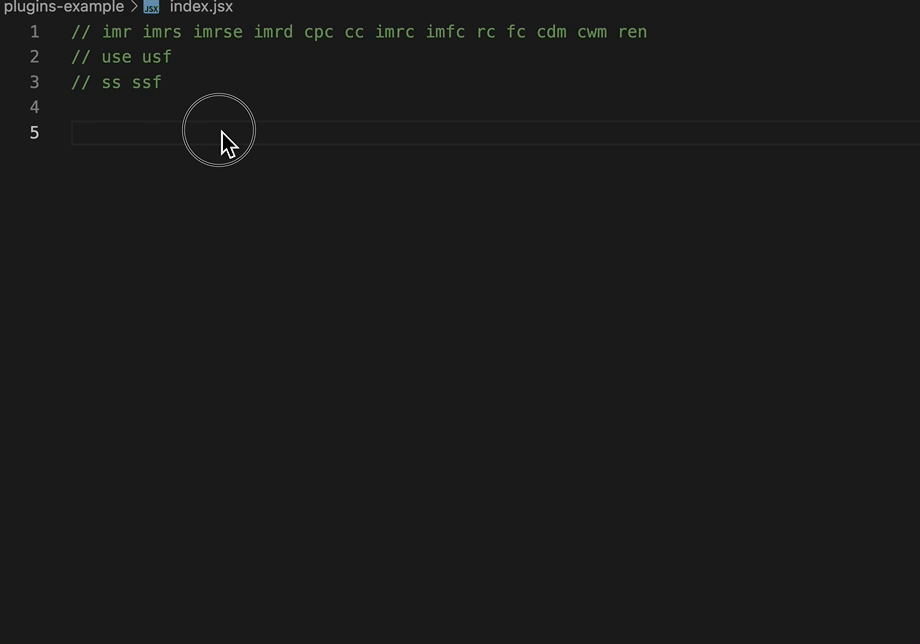 plugins-example > JSX index.jsx
1 // imr imrs imrse imrd cpc cc imrc imfc rc fc cdm cwm ren
2 // use usf
3 // ss ssf
4
5